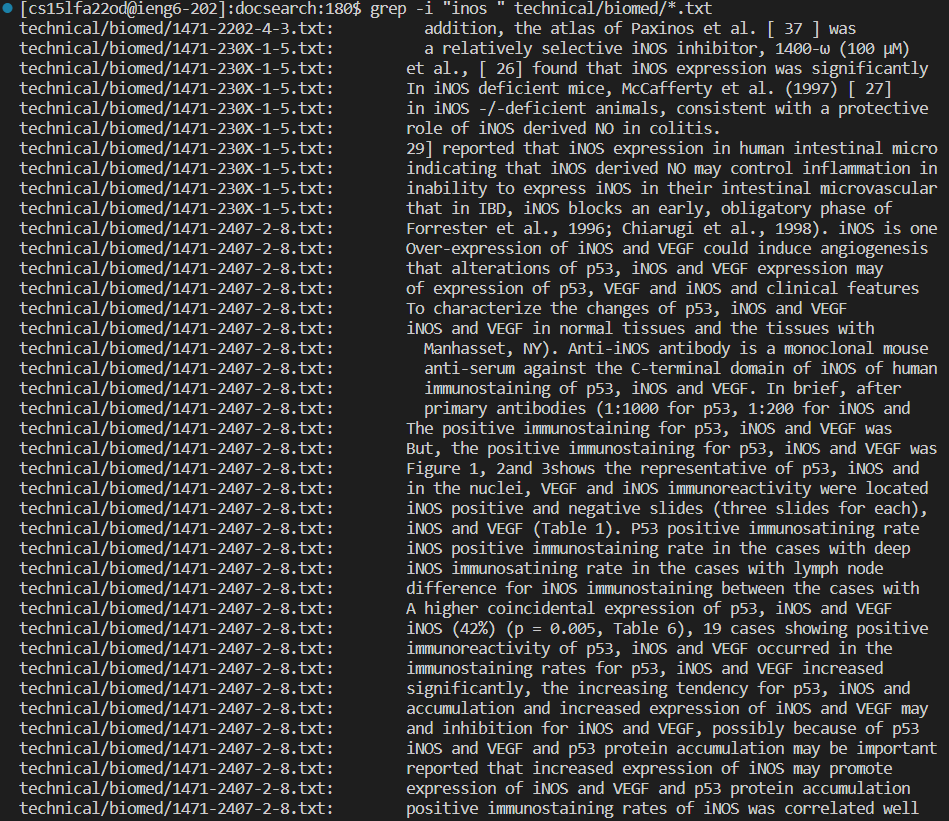 [cs15lfa22od@ieng6-202]:docsearch:180$ grep -i "inos " technical/biomed/*.txt
technical/biomed/1471-2202-4-3.txt:          addition, the atlas of Paxinos et al. [ 37 ] was
technical/biomed/1471-230X-1-5.txt:          a relatively selective iNOS inhibitor, 1400-ω (100 μM)
technical/biomed/1471-230X-1-5.txt:        et al., [ 26] found that iNOS expression was significantly
technical/biomed/1471-230X-1-5.txt:        In iNOS deficient mice, McCafferty et al. (1997) [ 27]
technical/biomed/1471-230X-1-5.txt:        in iNOS -/-deficient animals, consistent with a protective
technical/biomed/1471-230X-1-5.txt:        role of iNOS derived NO in colitis.
technical/biomed/1471-230X-1-5.txt:        29] reported that iNOS expression in human intestinal micro
technical/biomed/1471-230X-1-5.txt:        indicating that iNOS derived NO may control inflammation in
technical/biomed/1471-230X-1-5.txt:        inability to express iNOS in their intestinal microvascular
technical/biomed/1471-230X-1-5.txt:        that in IBD, iNOS blocks an early, obligatory phase of
technical/biomed/1471-2407-2-8.txt:        Forrester et al., 1996; Chiarugi et al., 1998). iNOS is one
technical/biomed/1471-2407-2-8.txt:        Over-expression of iNOS and VEGF could induce angiogenesis
technical/biomed/1471-2407-2-8.txt:        that alterations of p53, iNOS and VEGF expression may
technical/biomed/1471-2407-2-8.txt:        of expression of p53, VEGF and iNOS and clinical features
technical/biomed/1471-2407-2-8.txt:        To characterize the changes of p53, iNOS and VEGF
technical/biomed/1471-2407-2-8.txt:        iNOS and VEGF in normal tissues and the tissues with
technical/biomed/1471-2407-2-8.txt:          Manhasset, NY). Anti-iNOS antibody is a monoclonal mouse
technical/biomed/1471-2407-2-8.txt:          anti-serum against the C-terminal domain of iNOS of human
technical/biomed/1471-2407-2-8.txt:          immunostaining of p53, iNOS and VEGF. In brief, after
technical/biomed/1471-2407-2-8.txt:          primary antibodies (1:1000 for p53, 1:200 for iNOS and
technical/biomed/1471-2407-2-8.txt:        The positive immunostaining for p53, iNOS and VEGF was
technical/biomed/1471-2407-2-8.txt:        But, the positive immunostaining for p53, iNOS and VEGF was
technical/biomed/1471-2407-2-8.txt:        Figure 1, 2and 3shows the representative of p53, iNOS and
technical/biomed/1471-2407-2-8.txt:        in the nuclei, VEGF and iNOS immunoreactivity were located
technical/biomed/1471-2407-2-8.txt:        iNOS positive and negative slides (three slides for each),
technical/biomed/1471-2407-2-8.txt:        iNOS and VEGF (Table 1). P53 positive immunosatining rate
technical/biomed/1471-2407-2-8.txt:        iNOS positive immunostaining rate in the cases with deep
technical/biomed/1471-2407-2-8.txt:        iNOS immunosatining rate in the cases with lymph node
technical/biomed/1471-2407-2-8.txt:        difference for iNOS immunostaining between the cases with
technical/biomed/1471-2407-2-8.txt:        A higher coincidental expression of p53, iNOS and VEGF
technical/biomed/1471-2407-2-8.txt:        iNOS (42%) (p = 0.005, Table 6), 19 cases showing positive
technical/biomed/1471-2407-2-8.txt:        immunoreactivity of p53, iNOS and VEGF occurred in the
technical/biomed/1471-2407-2-8.txt:        immunostaining rates for p53, iNOS and VEGF increased
technical/biomed/1471-2407-2-8.txt:        significantly, the increasing tendency for p53, iNOS and
technical/biomed/1471-2407-2-8.txt:        accumulation and increased expression of iNOS and VEGF may
technical/biomed/1471-2407-2-8.txt:        and inhibition for iNOS and VEGF, possibly because of p53
technical/biomed/1471-2407-2-8.txt:        iNOS and VEGF and p53 protein accumulation may be important
technical/biomed/1471-2407-2-8.txt:        reported that increased expression of iNOS may promote
technical/biomed/1471-2407-2-8.txt:        expression of iNOS and VEGF and p53 protein accumulation
technical/biomed/1471-2407-2-8.txt:        positive immunostaining rates of iNOS was correlated well